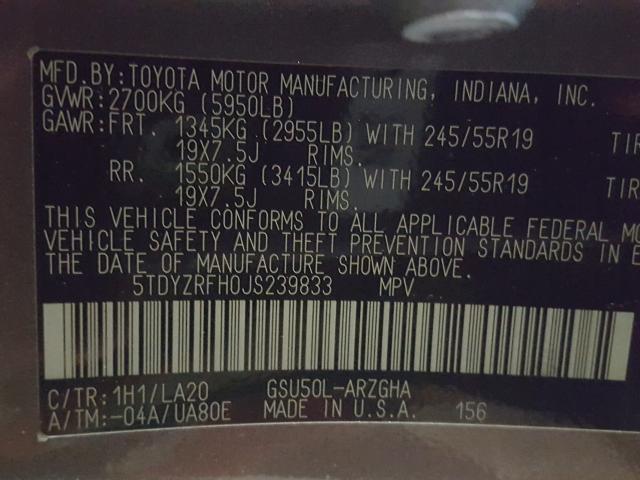 MFD.BY:TOYOTA MOTOR MANUFACTURING, INDIANA, INC.
GVWR:2700KG (5950LB)
GAWR:FRT. 1345KG (2955LB) WITH 245/55R19 TIR
19X7.5J RIMS.
RR. 1550KG (3415LB) WITH 245/55R19 TIR
19X7.5J RIMS.
THIS VEHICLE CONFORMS TO ALL APPLICABLE FEDERAL MO
VEHICLE SAFETY AND THEFT PREVENTION STANDARDS IN E
THE DATE OF MANUFACTURE SHOWN ABOVE.
5TDYZRFH0JS239833 MPV
C/TR:1H1/LA20 GSU50L-ARZGHA
A/TM:-04A/UA80E MADE IN U.S.A. 156